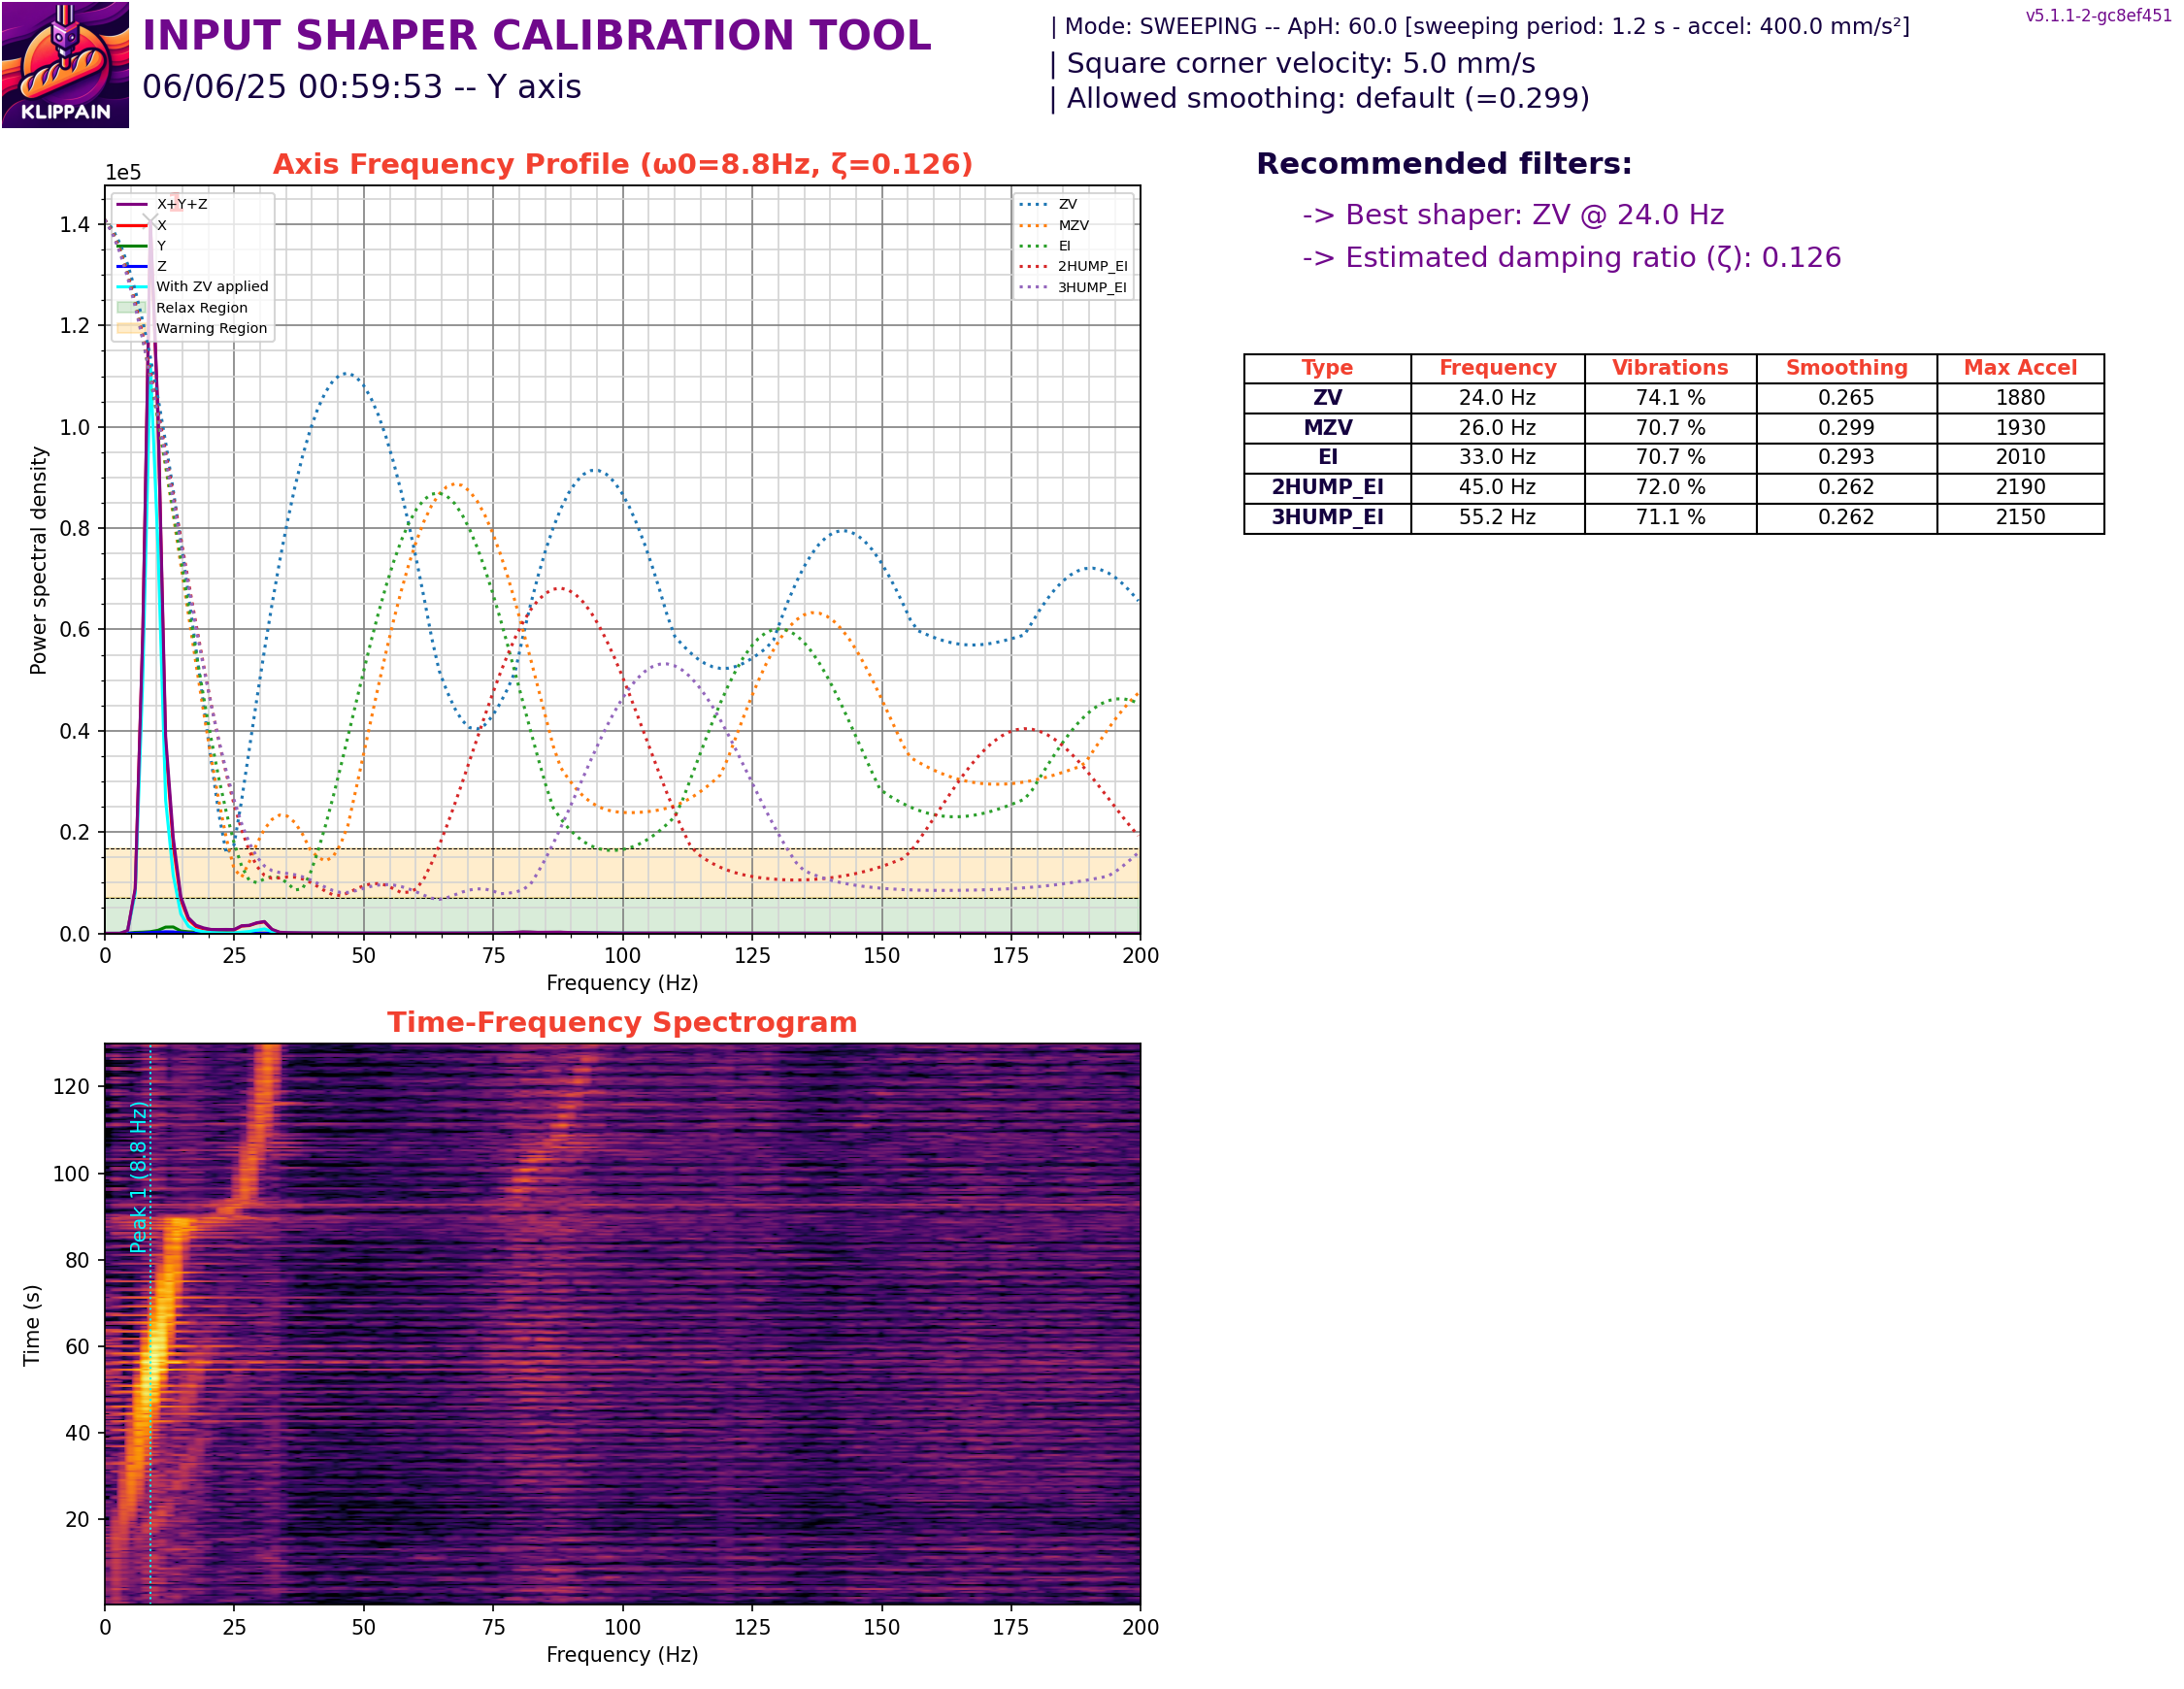 KLIPPAIN
INPUT SHAPER CALIBRATION TOOL
06/06/25 00:59:53 -- Y axis
| Mode: SWEEPING -- ApH: 60.0 [sweeping period: 1.2 s - accel: 400.0 mm/s²]
| Square corner velocity: 5.0 mm/s
| Allowed smoothing: default (=0.299)
v5.1.1-2-gc8ef451
Axis Frequency Profile (ω0=8.8Hz, ζ=0.126)
1e5
1
X+Y+Z
X
Y
Z
With ZV applied
Relax Region
Warning Region
ZV
MZV
EI
2HUMP_EI
3HUMP_EI
1.4
1.2
1.0
0.8
0.6
0.4
0.2
0.0
Power spectral density
0 25 50 75 100 125 150 175 200
Frequency (Hz)
Recommended filters:
-> Best shaper: ZV @ 24.0 Hz
-> Estimated damping ratio (ζ): 0.126
Type Frequency Vibrations Smoothing Max Accel
ZV 24.0 Hz 74.1 % 0.265 1880
MZV 26.0 Hz 70.7 % 0.299 1930
EI 33.0 Hz 70.7 % 0.293 2010
2HUMP_EI 45.0 Hz 72.0 % 0.262 2190
3HUMP_EI 55.2 Hz 71.1 % 0.262 2150
Time-Frequency Spectrogram
Peak 1 (8.8 Hz)
120
100
80
60
40
20
Time (s)
0 25 50 75 100 125 150 175 200
Frequency (Hz)